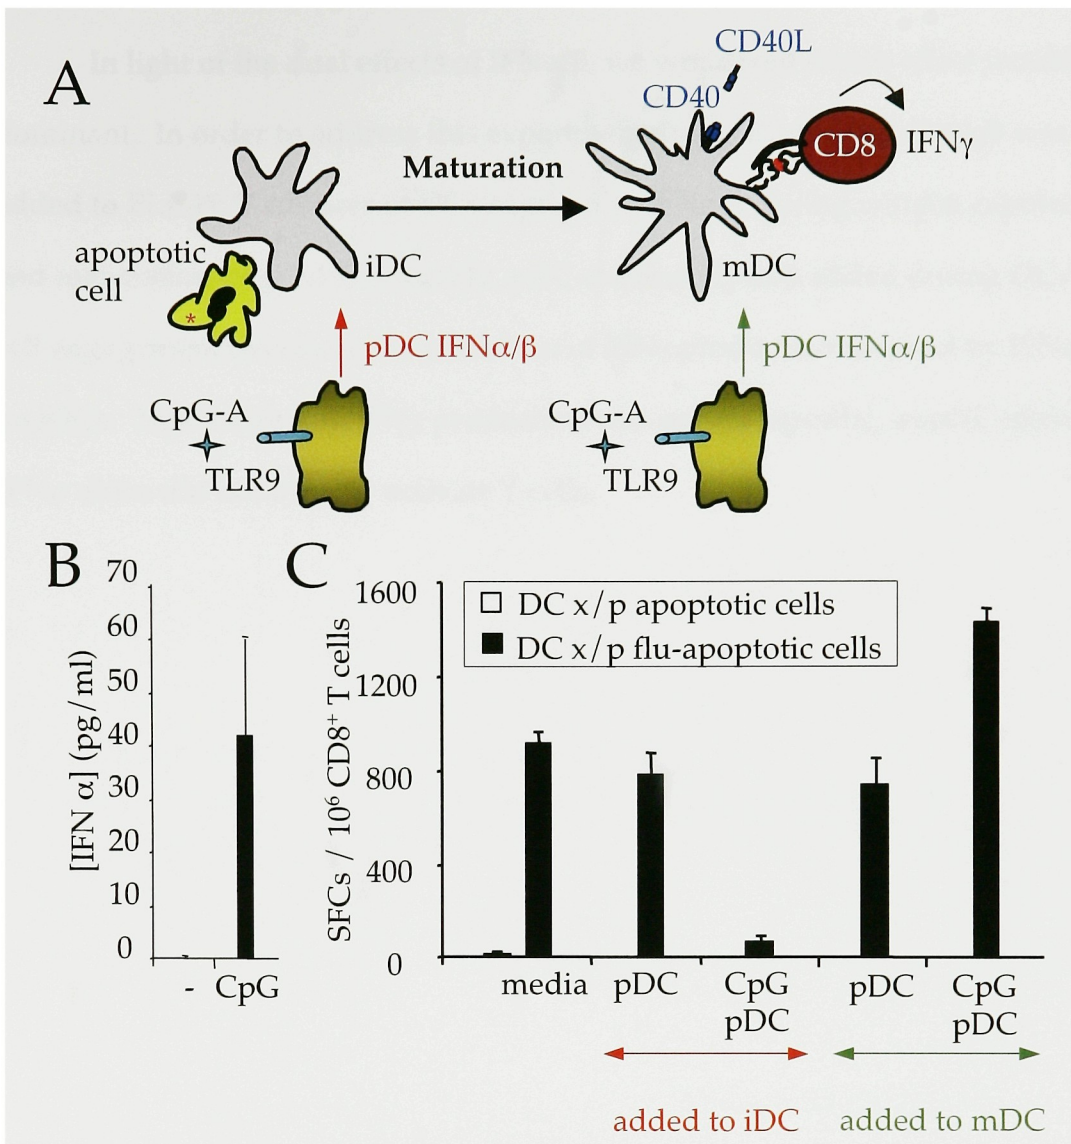 A
CD40L
CD40
CD8
IFNγ
Maturation
apoptotic
cell
*
iDC
mDC
pDC IFNα/β
pDC IFNα/β
CpG-A
TLR9
CpG-A
TLR9
B
[IFN α] (pg/ml)
70
60
50
40
30
20
10
0
- CpG
C
SFCs / 10⁶ CD8⁺ T cells
1600
1200
800
400
0
DC x/p apoptotic cells
DC x/p flu-apoptotic cells
media pDC CpG pDC CpG
pDC pDC
added to iDC added to mDC